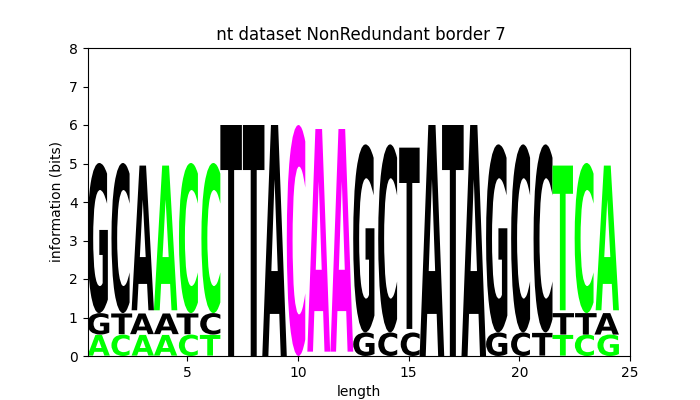 nt dataset NonRedundant border 7
8
7
6
5
4
3
2
1
0
information (bits)
GCAACCTTACAAGCTATAGCCTCA
GTAATC TTA
ACAACT GCC GCT TCG
5 10 15 20 25
length